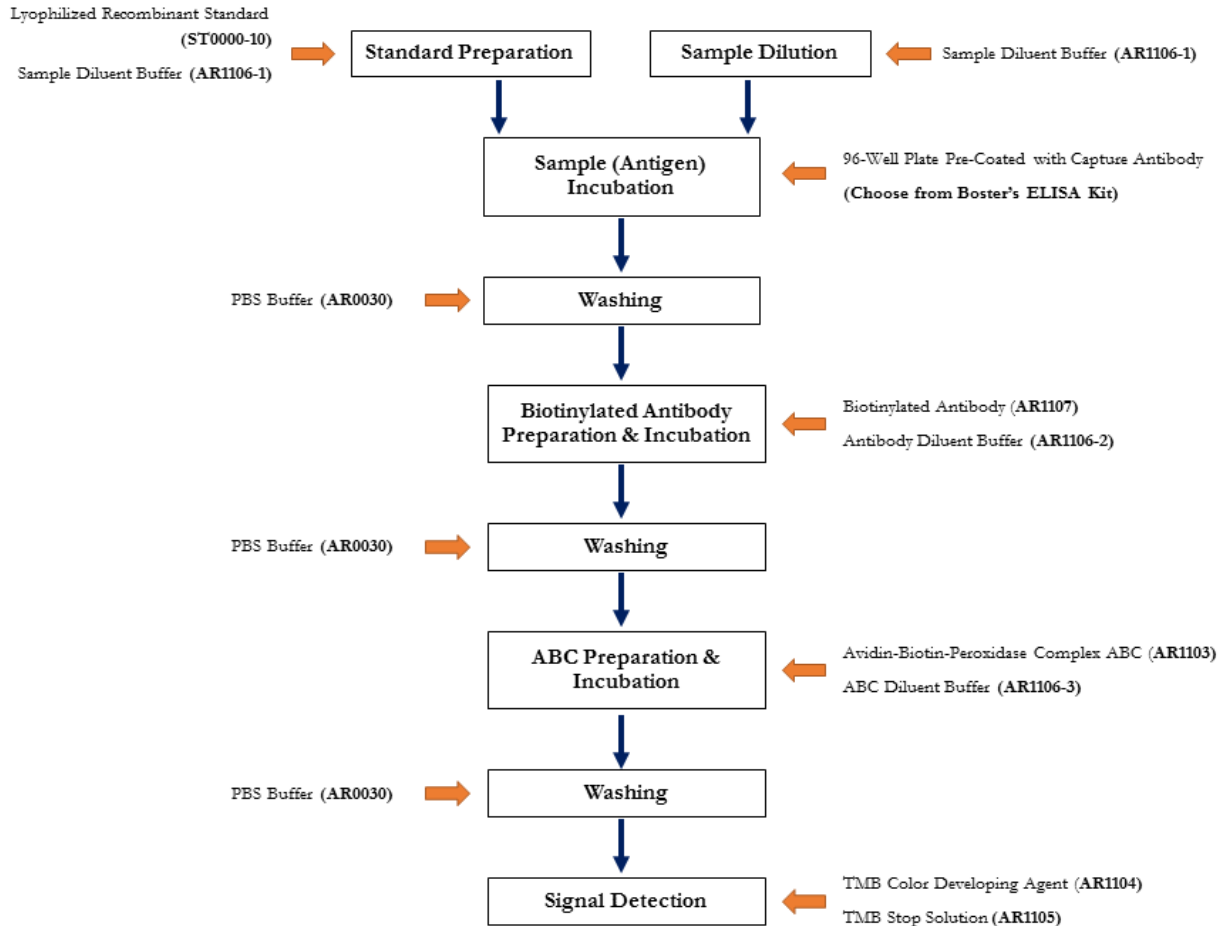 Lyophilized Recombinant Standard
(ST0000-10)
Sample Diluent Buffer (AR1106-1)
Standard Preparation
Sample Dilution
Sample Diluent Buffer (AR1106-1)
Sample (Antigen)
Incubation
96-Well Plate Pre-Coated with Capture Antibody
(Choose from Boster's ELISA Kit)
PBS Buffer (AR0030)
Washing
Biotinylated Antibody
Preparation & Incubation
Biotinylated Antibody (AR1107)
Antibody Diluent Buffer (AR1106-2)
PBS Buffer (AR0030)
Washing
ABC Preparation &
Incubation
Avidin-Biotin-Peroxidase Complex ABC (AR1103)
ABC Diluent Buffer (AR1106-3)
PBS Buffer (AR0030)
Washing
Signal Detection
TMB Color Developing Agent (AR1104)
TMB Stop Solution (AR1105)